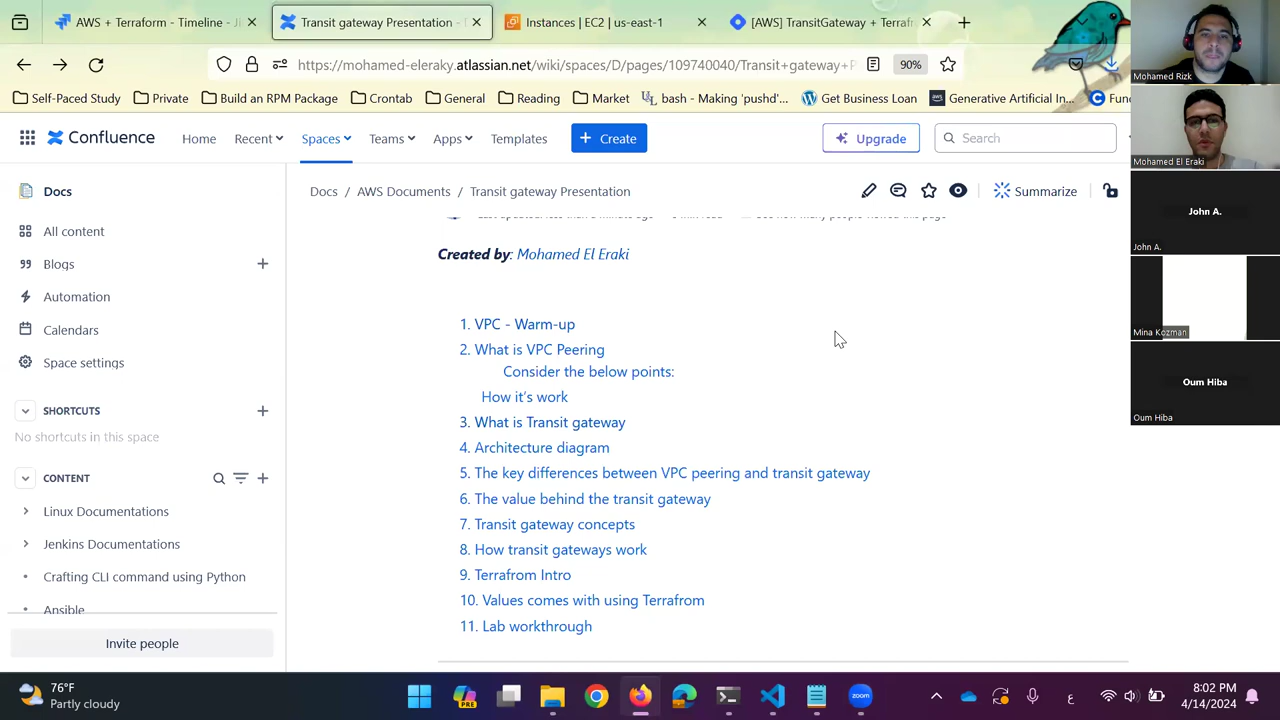 AWS + Terraform - Timeline - Ji
Transit gateway Presentation -
Instances | EC2 | us-east-1
[AWS] TransitGateway + Terrafr
https://mohamed-eleraky.atlassian.net/wiki/spaces/D/pages/109740040/Transit+gateway+P
90%
Self-Paced Study
Private
Build an RPM Package
Crontab
General
Reading
Market
bash - Making 'pushd'...
Get Business Loan
Generative Artificial In...
Fun
Confluence
Home
Recent
Spaces
Teams
Apps
Templates
+ Create
Upgrade
Search
Docs
Docs / AWS Documents / Transit gateway Presentation
Summarize
All content
Blogs
Automation
Calendars
Space settings
SHORTCUTS
No shortcuts in this space
CONTENT
Linux Documentations
Jenkins Documentations
Crafting CLI command using Python
Ansible
Invite people
Created by: Mohamed El Eraki
1. VPC - Warm-up
2. What is VPC Peering
Consider the below points:
How it's work
3. What is Transit gateway
4. Architecture diagram
5. The key differences between VPC peering and transit gateway
6. The value behind the transit gateway
7. Transit gateway concepts
8. How transit gateways work
9. Terrafrom Intro
10. Values comes with using Terrafrom
11. Lab workthrough
Mohamed Rizk
Mohamed El Eraki
John A.
John A.
Mina Kozman
Oum Hiba
Oum Hiba
76°F
Partly cloudy
PRE
zoom
ع
8:02 PM
4/14/2024